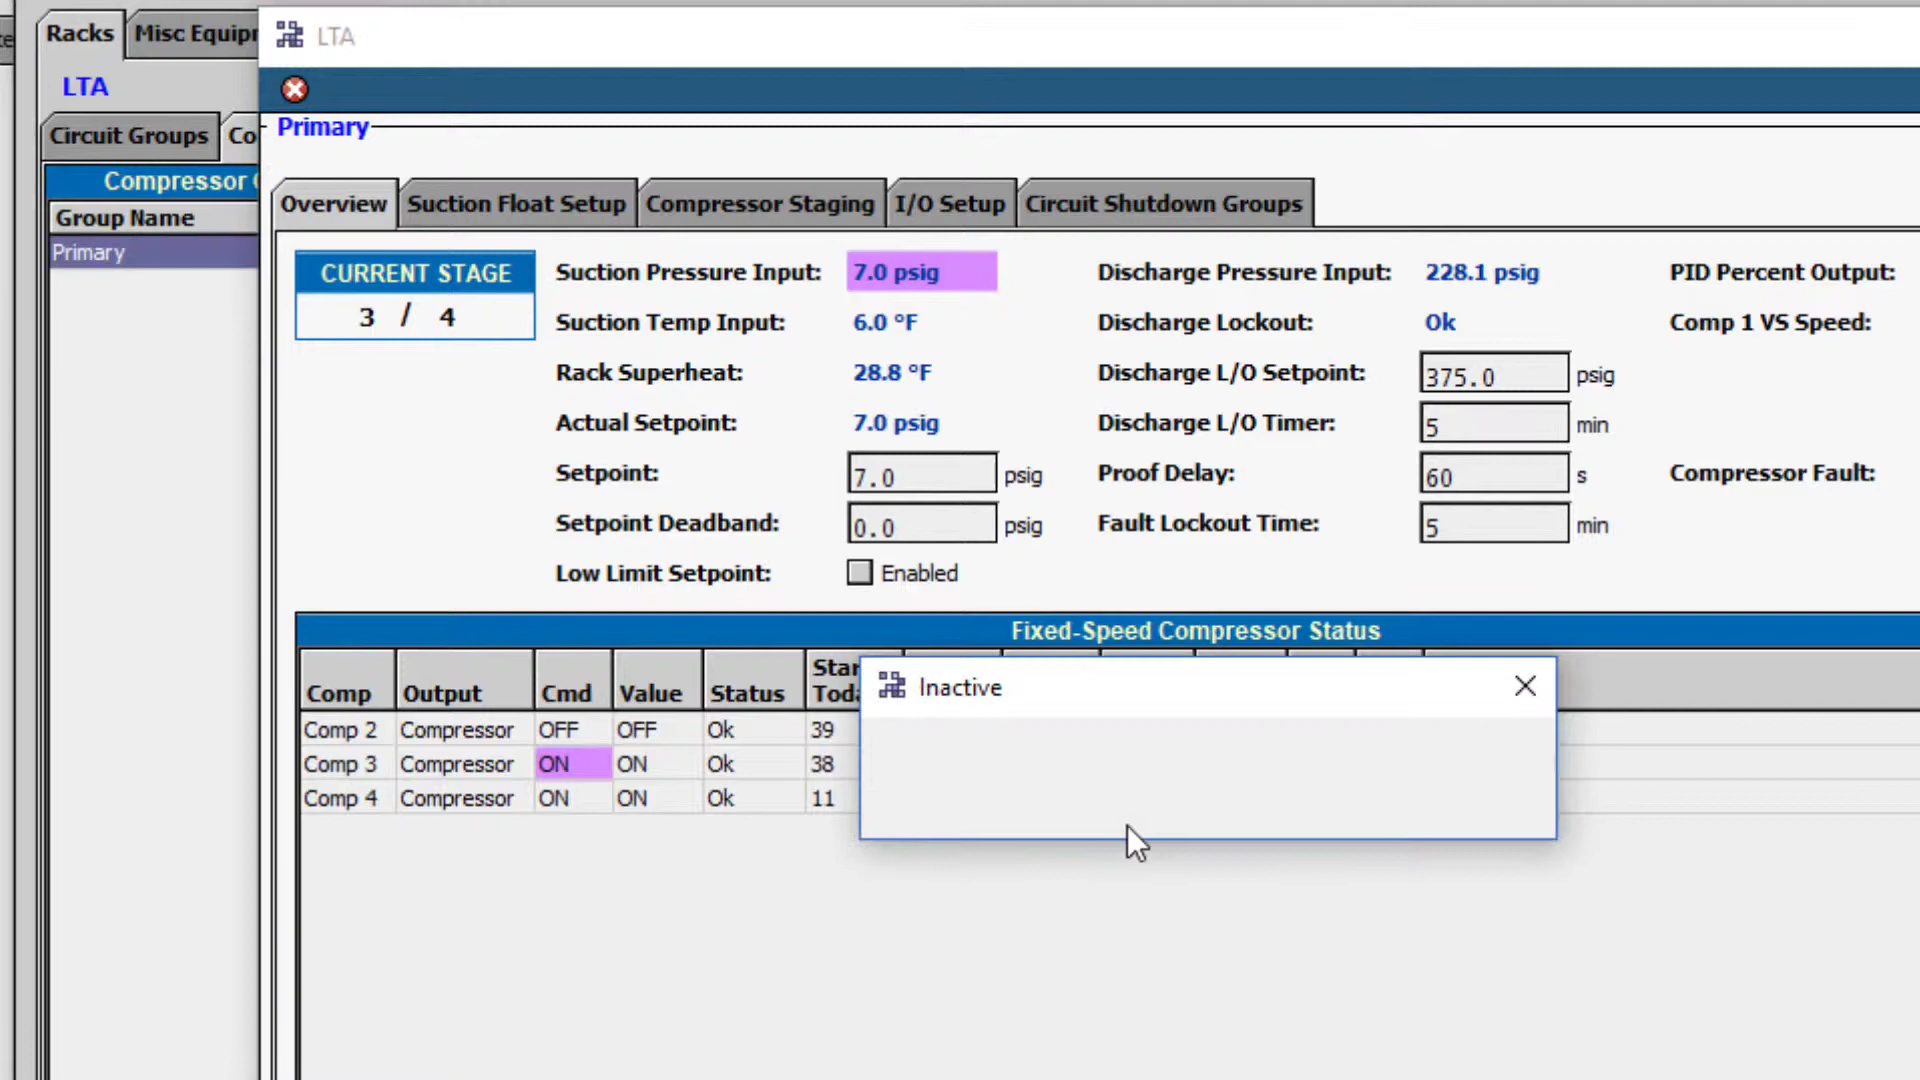 Racks
Misc Equip
LTA
LTA
Primary
Circuit Groups
Co
Compressor
Group Name
Primary
Overview
Suction Float Setup
Compressor Staging
I/O Setup
Circuit Shutdown Groups
CURRENT STAGE
3 / 4
Suction Pressure Input: 7.0 psig
Suction Temp Input: 6.0 °F
Rack Superheat: 28.8 °F
Actual Setpoint: 7.0 psig
Setpoint: 7.0 psig
Setpoint Deadband: 0.0 psig
Low Limit Setpoint: Enabled
Discharge Pressure Input: 228.1 psig
Discharge Lockout: Ok
Discharge L/O Setpoint: 375.0 psig
Discharge L/O Timer: 5 min
Proof Delay: 60 s
Fault Lockout Time: 5 min
PID Percent Output:
Comp 1 VS Speed:
Compressor Fault:
Fixed-Speed Compressor Status
Comp Output Cmd Value Status Star Toda
Comp 2 Compressor OFF OFF Ok 39
Comp 3 Compressor ON ON Ok 38
Comp 4 Compressor ON ON Ok 11
Inactive